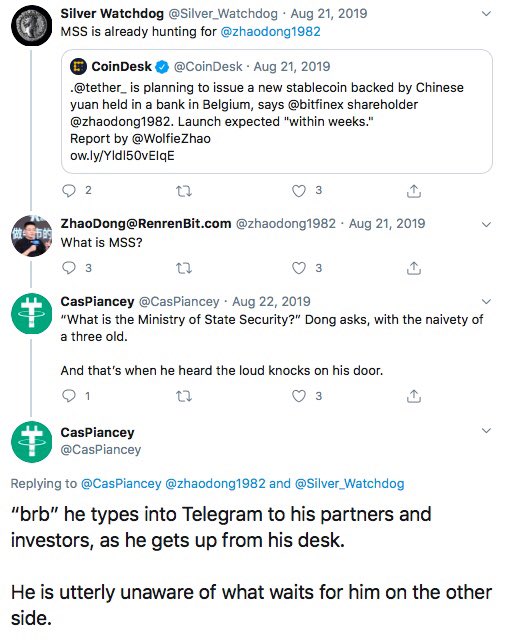 Silver Watchdog @Silver_Watchdog · Aug 21, 2019
MSS is already hunting for @zhaodong1982
CoinDesk @CoinDesk · Aug 21, 2019
.@tether_ is planning to issue a new stablecoin backed by Chinese
yuan held in a bank in Belgium, says @bitfinex shareholder
@zhaodong1982. Launch expected "within weeks."
Report by @WolfieZhao
ow.ly/YIdI50vEIqE
2 3
ZhaoDong@RenrenBit.com @zhaodong1982 · Aug 21, 2019
What is MSS?
3 3
CasPiancey @CasPiancey · Aug 22, 2019
“What is the Ministry of State Security?” Dong asks, with the naivety of
a three old.
And that’s when he heard the loud knocks on his door.
1 3
CasPiancey
@CasPiancey
Replying to @CasPiancey @zhaodong1982 and @Silver_Watchdog
“brb” he types into Telegram to his partners and
investors, as he gets up from his desk.
He is utterly unaware of what waits for him on the other
side.